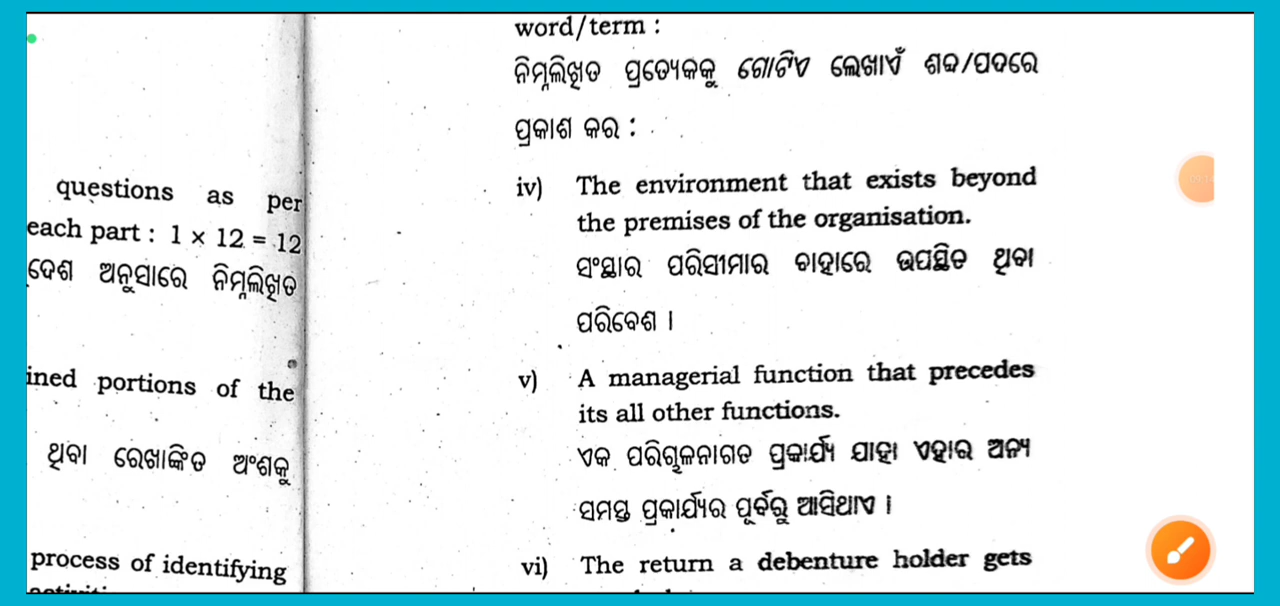 questions as per
each part : 1 × 12 = 12
ଦେଶ ଅନୁସାରେ ନିମ୍ନଲିଖିତ
ined portions of the
ଥିବା ରେଖାଙ୍କିତ ଅଂଶକୁ
process of identifying
word/term :
ନିମ୍ନଲିଖିତ ପ୍ରତ୍ୟେକକୁ ଗୋଟିଏ ଲେଖାଏଁ ଶବ୍ଦ/ପଦରେ
ପ୍ରକାଶ କର :
iv) The environment that exists beyond
the premises of the organisation.
ସଂସ୍ଥାର ପରିସୀମାର ବାହାରେ ଉପସ୍ଥିତ ଥିବା
ପରିବେଶ ।
v) A managerial function that precedes
its all other functions.
ଏକ ପରିଚାଳନାଗତ ପ୍ରକାର୍ଯ୍ୟ ଯାହା ଏହାର ଅନ୍ୟ
ସମସ୍ତ ପ୍ରକାର୍ଯ୍ୟର ପୂର୍ବରୁ ଆସିଥାଏ ।
vi) The return a debenture holder gets